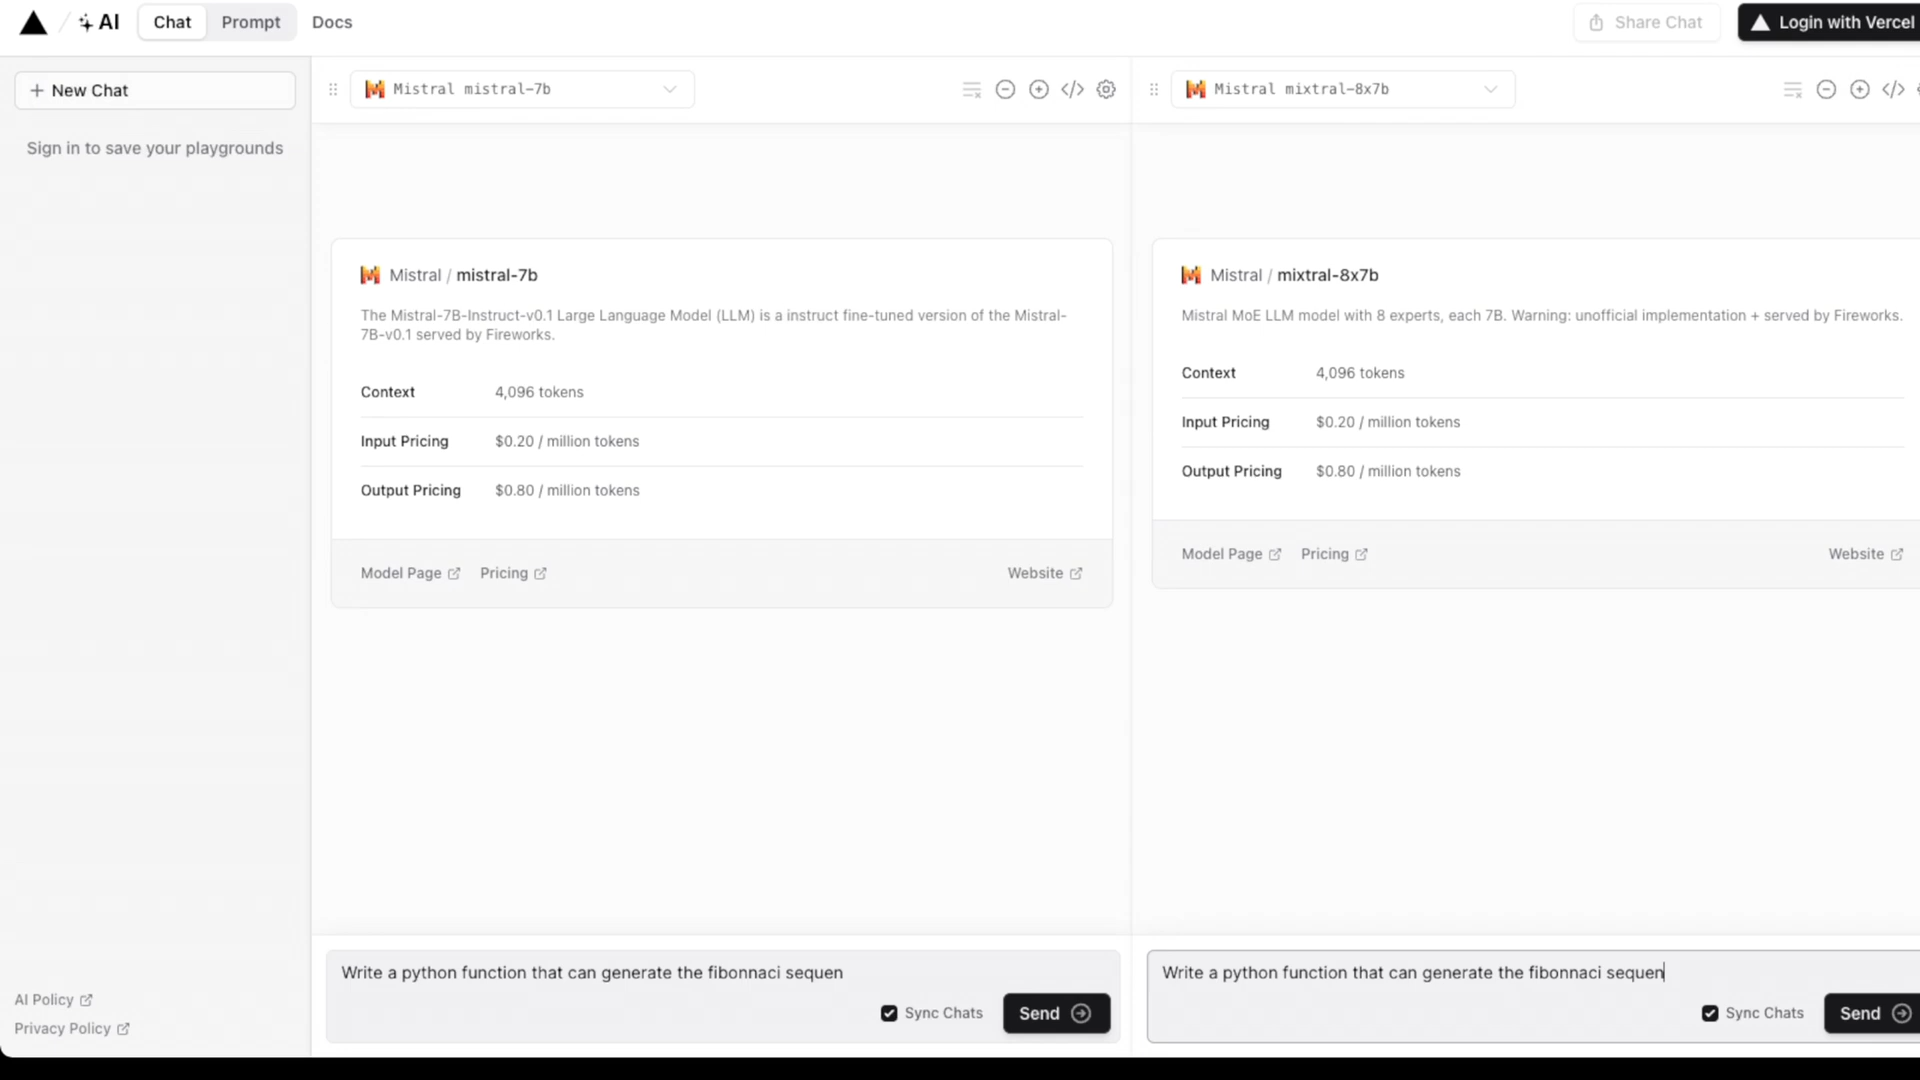 AI
Chat
Prompt
Docs
Share Chat
Login with Vercel
New Chat
Sign in to save your playgrounds
AI Policy
Privacy Policy
Mistral mistral-7b
Mistral / mistral-7b
The Mistral-7B-Instruct-v0.1 Large Language Model (LLM) is a instruct fine-tuned version of the Mistral-
7B-v0.1 served by Fireworks.
Context 4,096 tokens
Input Pricing $0.20 / million tokens
Output Pricing $0.80 / million tokens
Model Page Pricing Website
Write a python function that can generate the fibonnaci sequen
Sync Chats Send
Mistral mixtral-8x7b
Mistral / mixtral-8x7b
Mistral MoE LLM model with 8 experts, each 7B. Warning: unofficial implementation + served by Fireworks.
Context 4,096 tokens
Input Pricing $0.20 / million tokens
Output Pricing $0.80 / million tokens
Model Page Pricing Website
Write a python function that can generate the fibonnaci sequen
Sync Chats Send